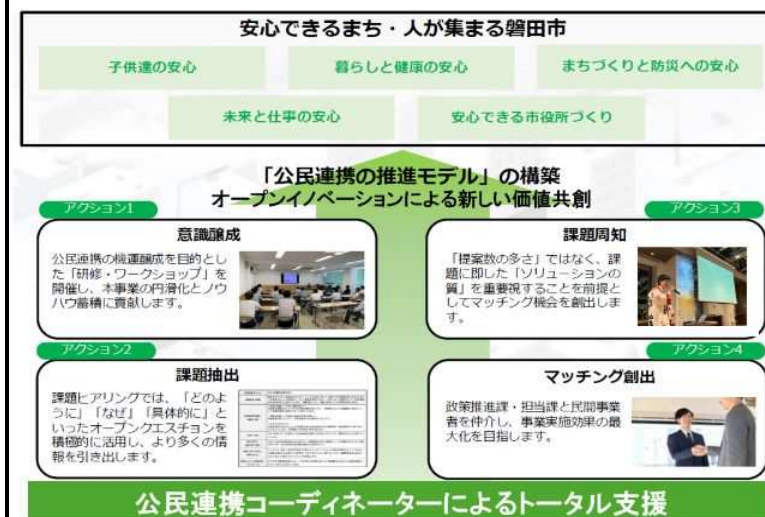 安心できるまち・人が集まる磐田市
子供達の安心
暮らしと健康の安心
まちづくりと防災への安心
未来と仕事の安心
安心できる市役所づくり
「公民連携の推進モデル」の構築
オープンイノベーションによる新しい価値共創
アクション1
意識醸成
公民連携の機運醸成を目的とし
た「研修・ワークショップ」を
開催し、本事業の円滑化とノウ
ハウ蓄積に貢献します。
アクション3
課題周知
「提案数の多さ」ではなく、課
題に即した「ソリューションの
質」を重要視することを前提と
してマッチング機会を創出しま
す。
アクション2
課題抽出
課題ヒアリングでは、「どのよ
うに」「なぜ」「具体的に」と
いったオープンクエスチョンを
積極的に活用し、より多くの情
報を引き出します。
アクション4
マッチング創出
政策推進課・担当課と民間事業
者を仲介し、事業実施効果の最
大化を目指します。
公民連携コーディネーターによるトータル支援